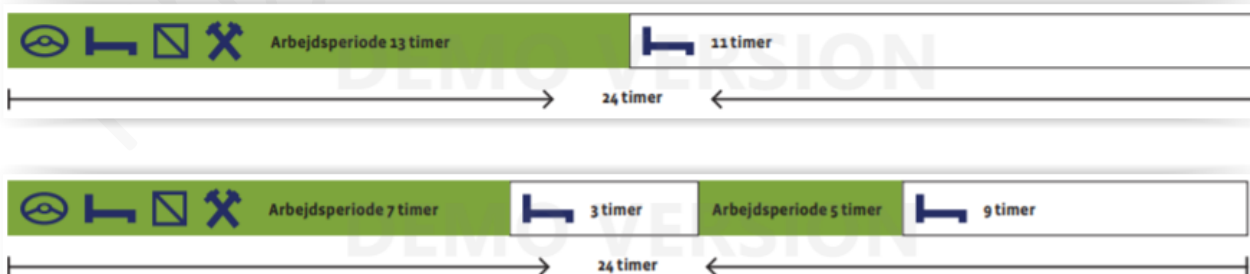 Arbejdsperiode 13 timer 11 timer
DEMO VERSION
24 timer
Arbejdsperiode 7 timer 3 timer Arbejdsperiode 5 timer 9 timer
DEMO VERSION
24 timer